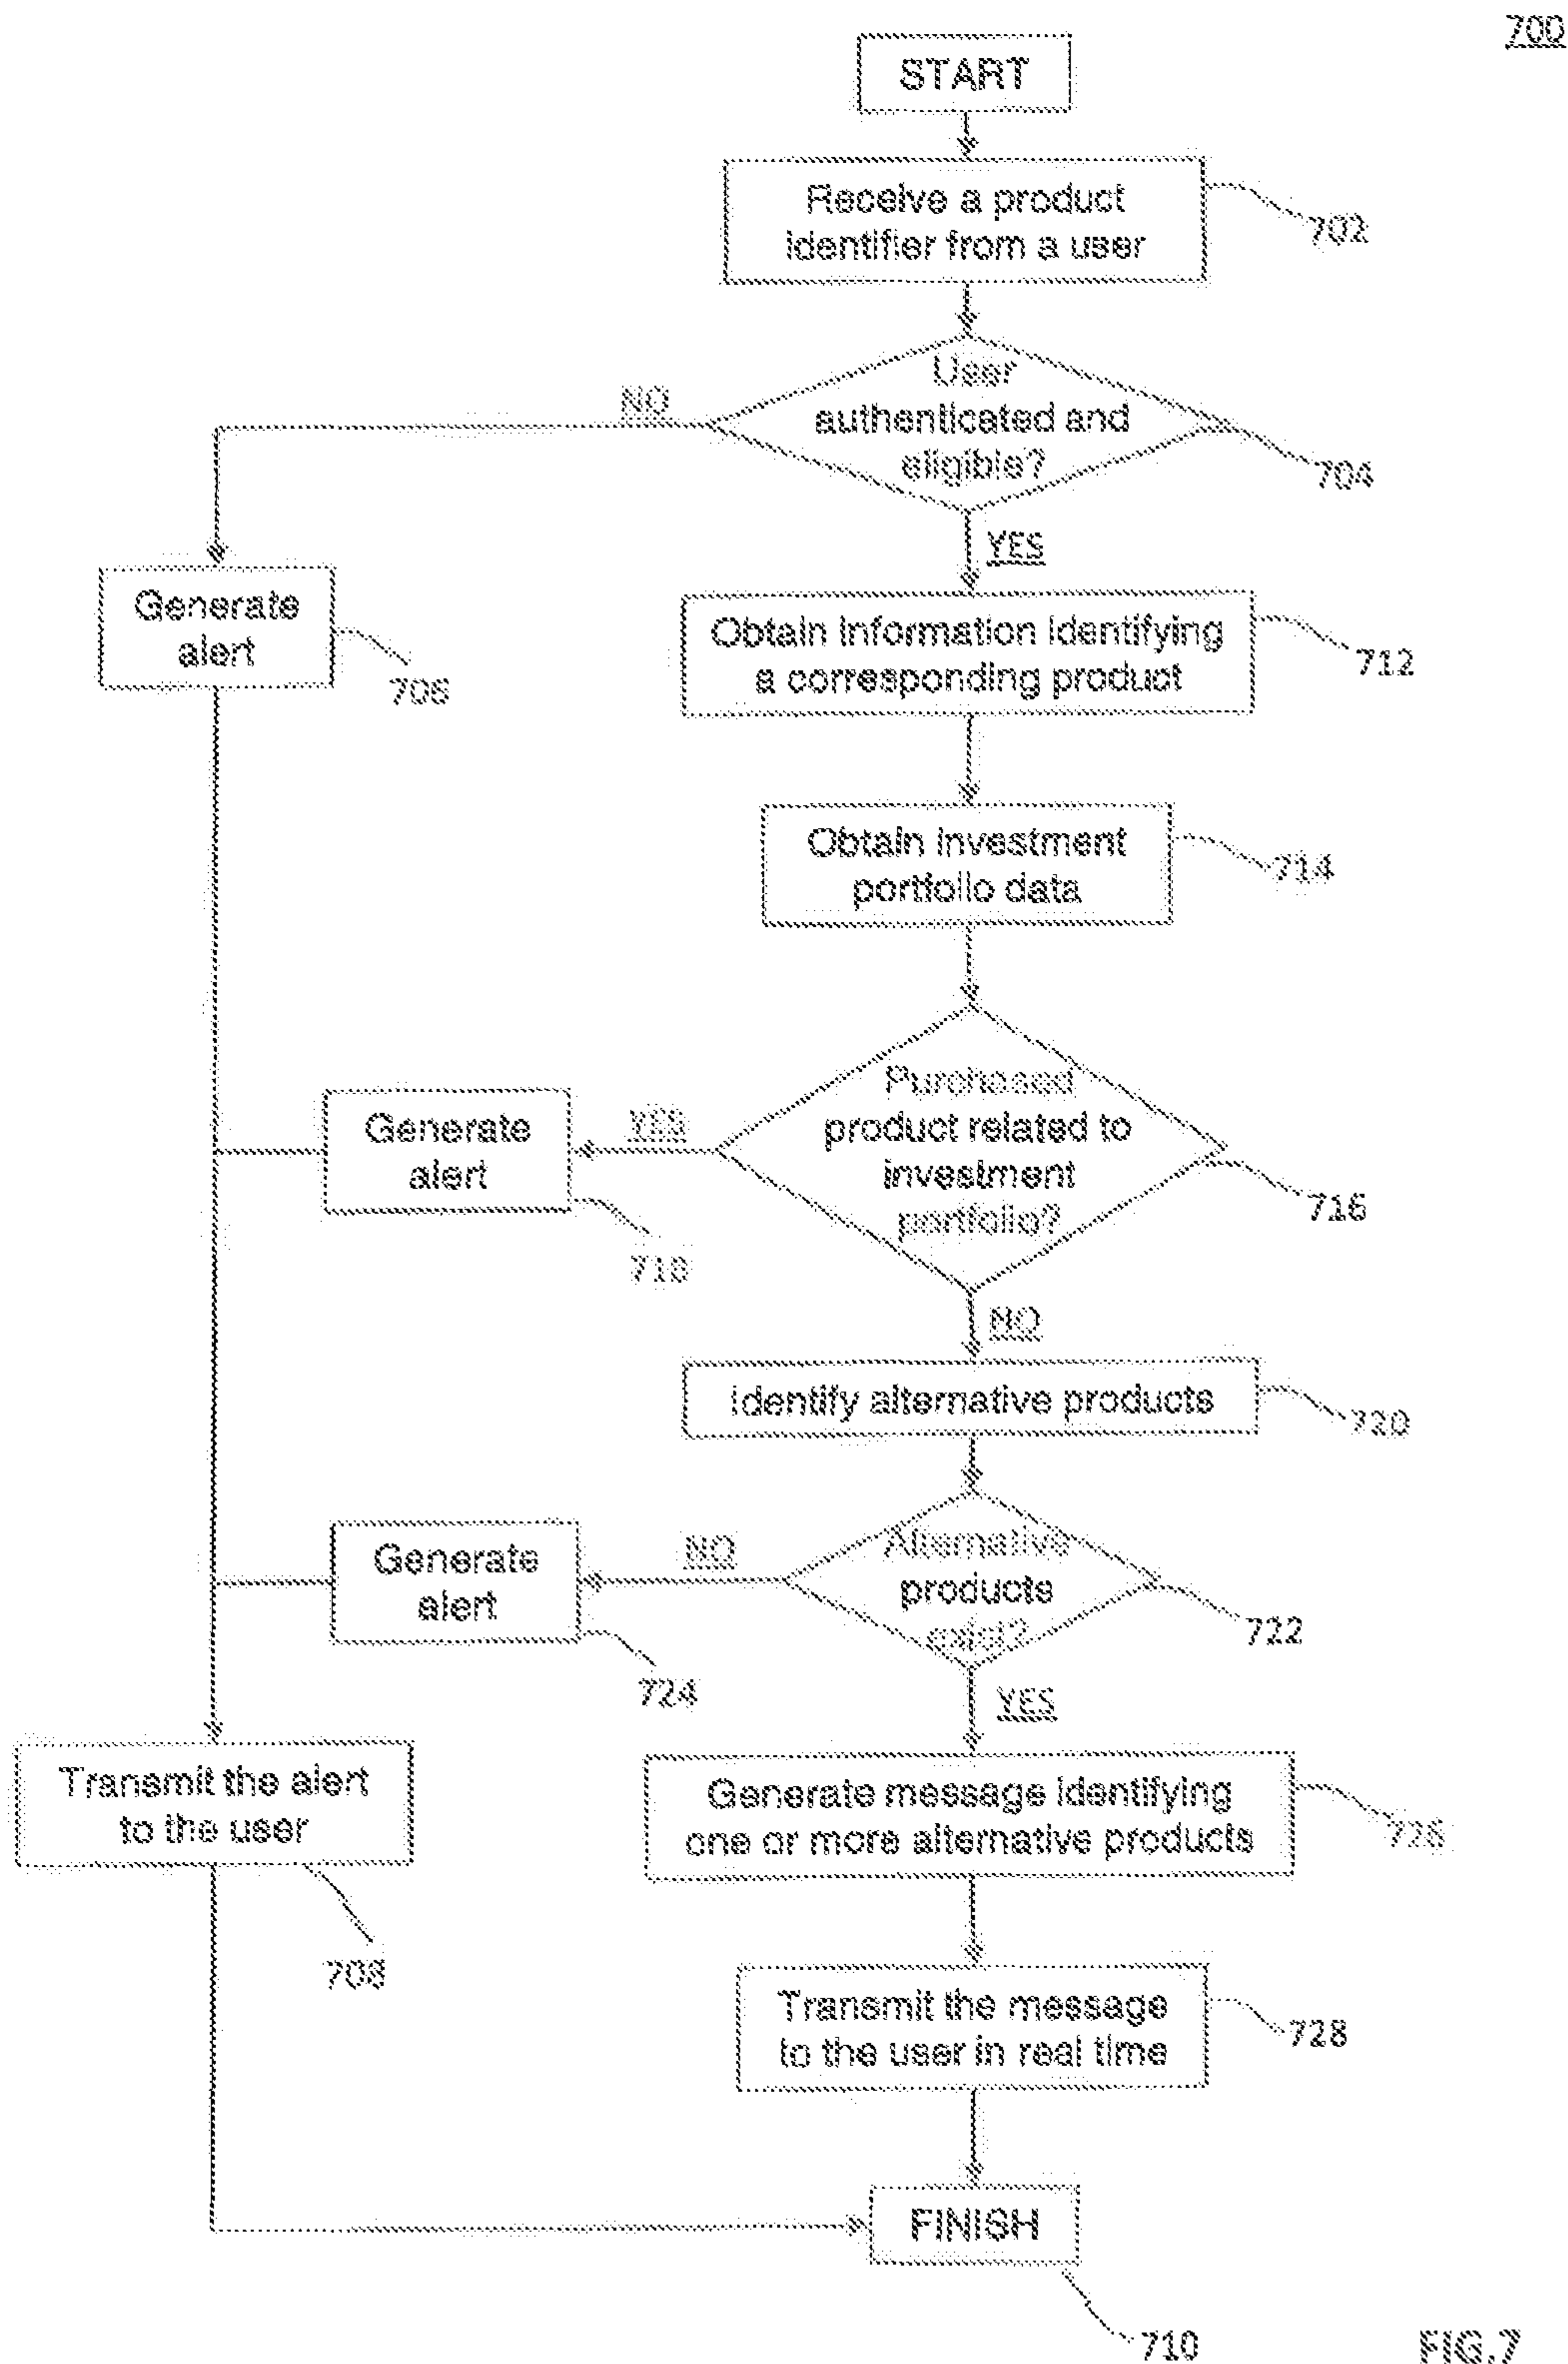 700
START
Receive a product
identifier from a user
702
User
authenticated and
eligible?
704
NO
YES
Generate
alert
706
Obtain information identifying
a corresponding product
712
Obtain investment
portfolio data
714
Purchased
product related to
investment
portfolio?
716
YES
Generate
alert
718
NO
Identify alternative products
720
Alternative
products
exist?
722
NO
Generate
alert
724
YES
Transmit the alert
to the user
708
Generate message identifying
one or more alternative products
726
Transmit the message
to the user in real time
728
FINISH
710
FIG.7